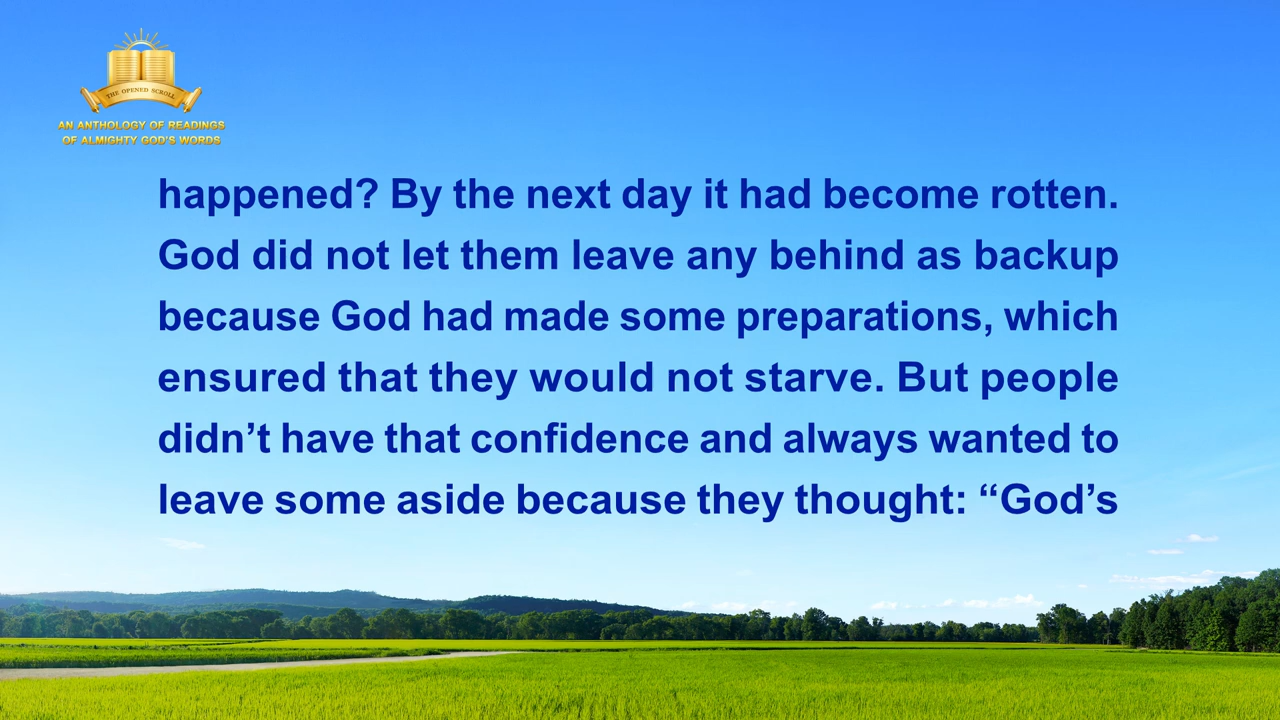 THE OPENED SCROLL
AN ANTHOLOGY OF READINGS
OF ALMIGHTY GOD'S WORDS
happened? By the next day it had become rotten.
God did not let them leave any behind as backup
because God had made some preparations, which
ensured that they would not starve. But people
didn’t have that confidence and always wanted to
leave some aside because they thought: “God’s